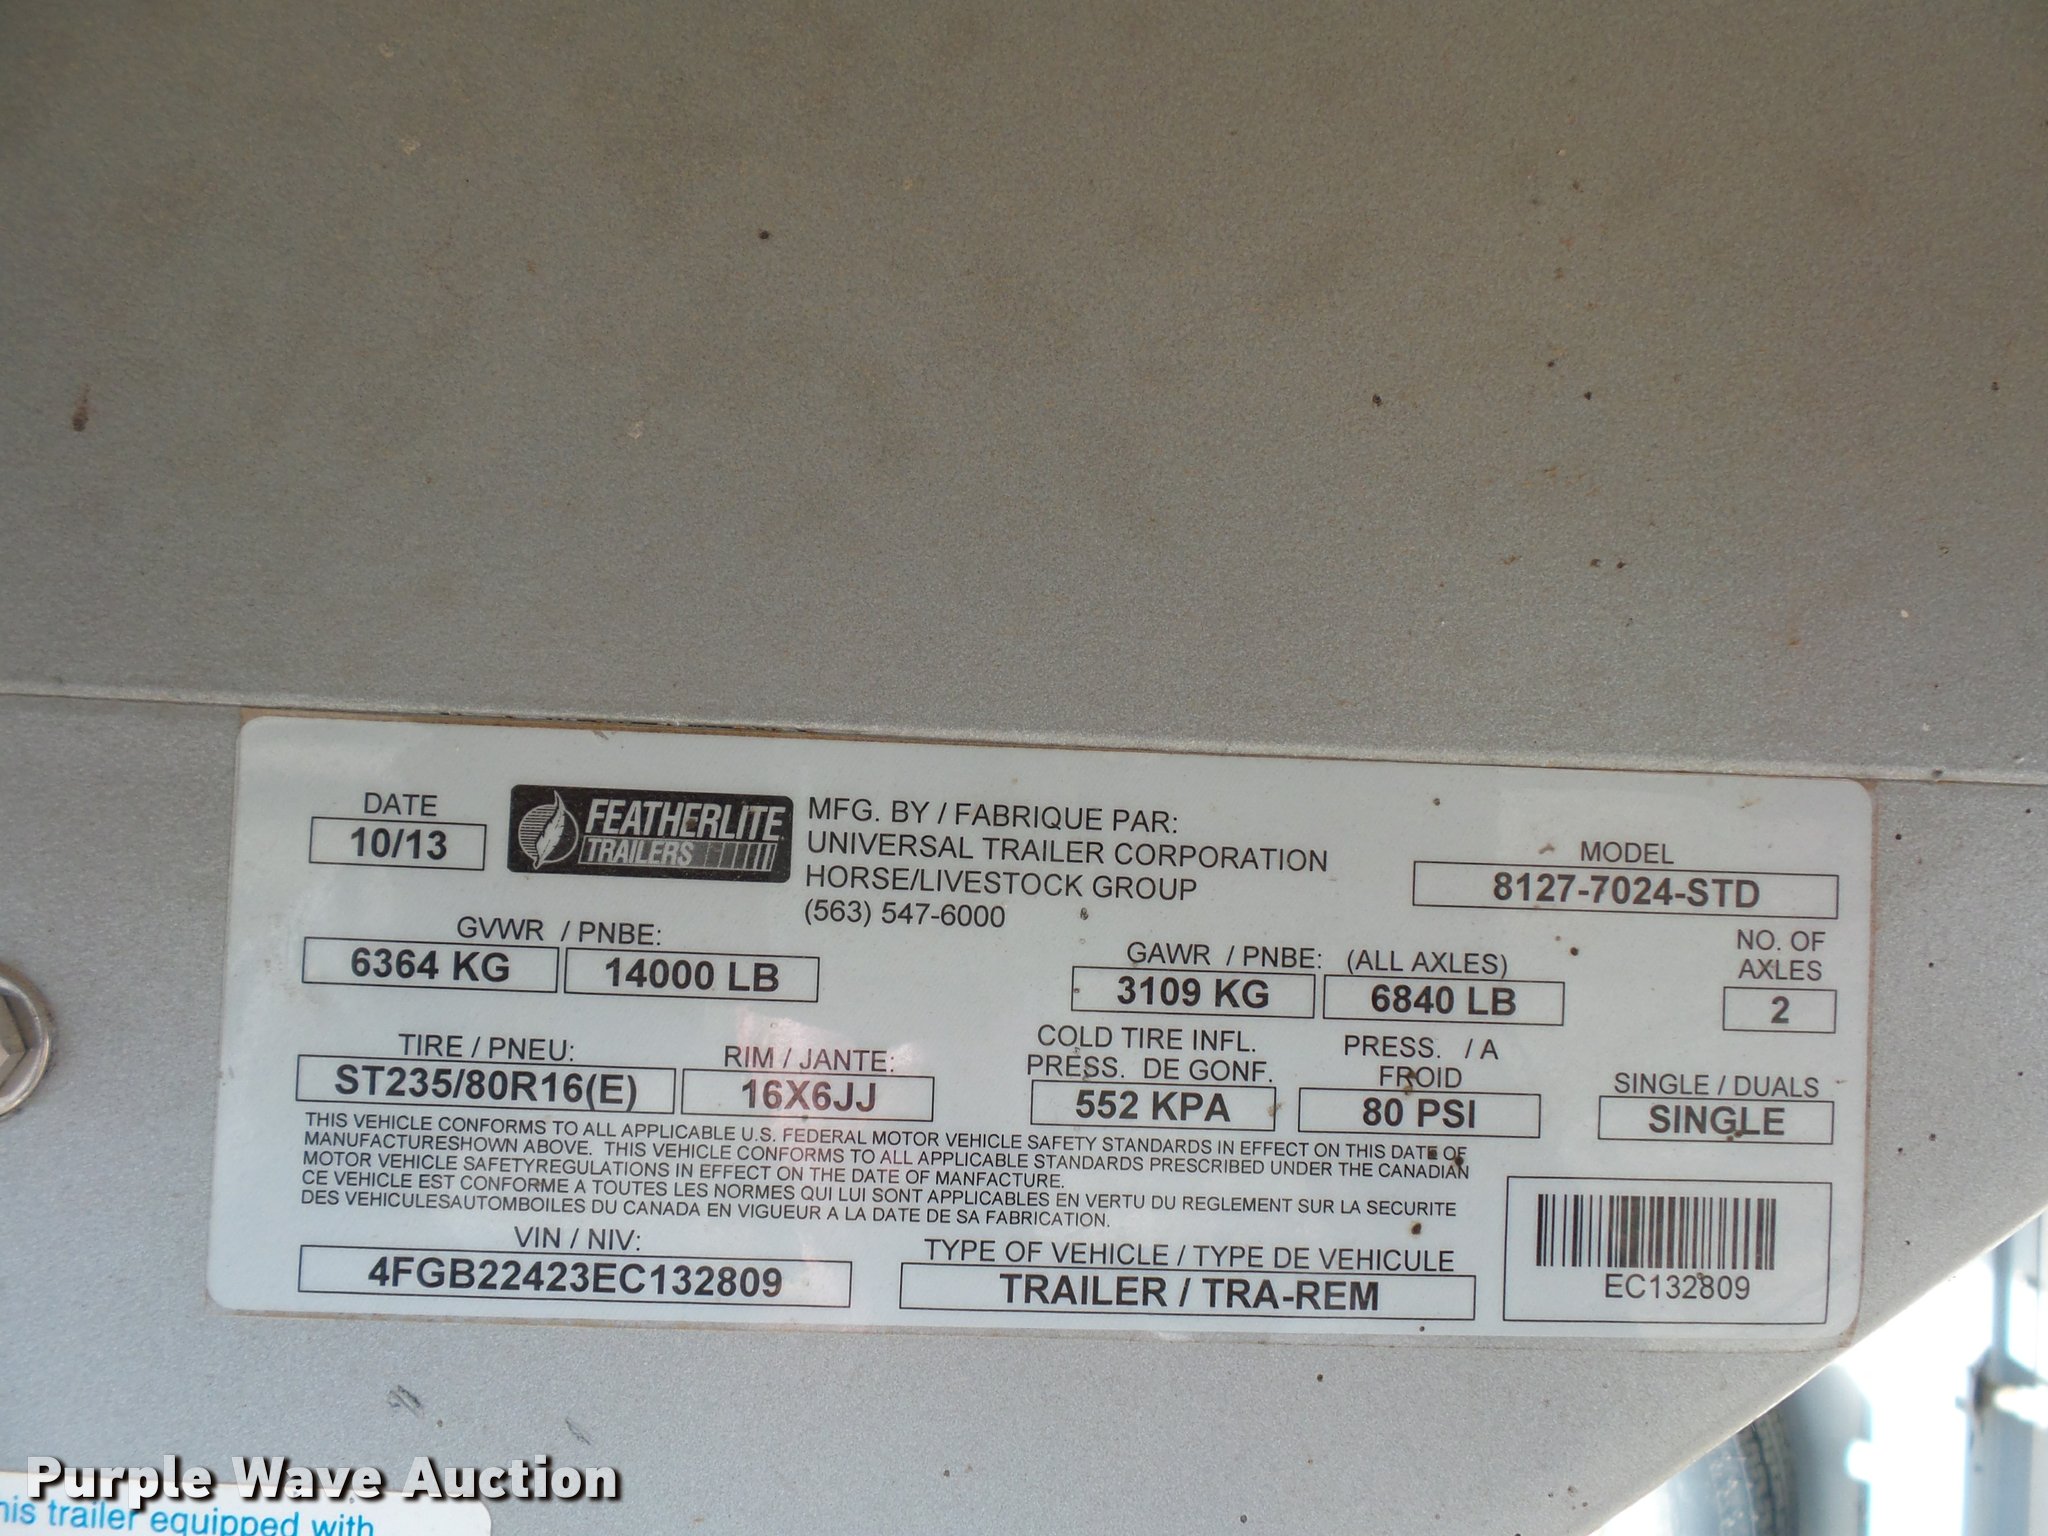 DATE
10/13
FEATHERLITE
TRAILERS
MFG. BY / FABRIQUE PAR:
UNIVERSAL TRAILER CORPORATION
HORSE/LIVESTOCK GROUP
(563) 547-6000
MODEL
8127-7024-STD
GVWR / PNBE:
6364 KG 14000 LB
GAWR / PNBE: (ALL AXLES)
3109 KG 6840 LB
NO. OF
AXLES
2
TIRE / PNEU:
ST235/80R16(E)
RIM / JANTE:
16X6JJ
COLD TIRE INFL.
PRESS. DE GONF.
552 KPA
PRESS. / A
FROID
80 PSI
SINGLE / DUALS
SINGLE
THIS VEHICLE CONFORMS TO ALL APPLICABLE U.S. FEDERAL MOTOR VEHICLE SAFETY STANDARDS IN EFFECT ON THIS DATE OF
MANUFACTURESHOWN ABOVE. THIS VEHICLE CONFORMS TO ALL APPLICABLE STANDARDS PRESCRIBED UNDER THE CANADIAN
MOTOR VEHICLE SAFETYREGULATIONS IN EFFECT ON THE DATE OF MANFACTURE.
CE VEHICLE EST CONFORME A TOUTES LES NORMES QUI LUI SONT APPLICABLES EN VERTU DU REGLEMENT SUR LA SECURITE
DES VEHICULESAUTOMBOILES DU CANADA EN VIGUEUR A LA DATE DE SA FABRICATION.
VIN / NIV:
4FGB22423EC132809
TYPE OF VEHICLE / TYPE DE VEHICULE
TRAILER / TRA-REM
EC132809
Purple Wave Auction
his trailer equipped with